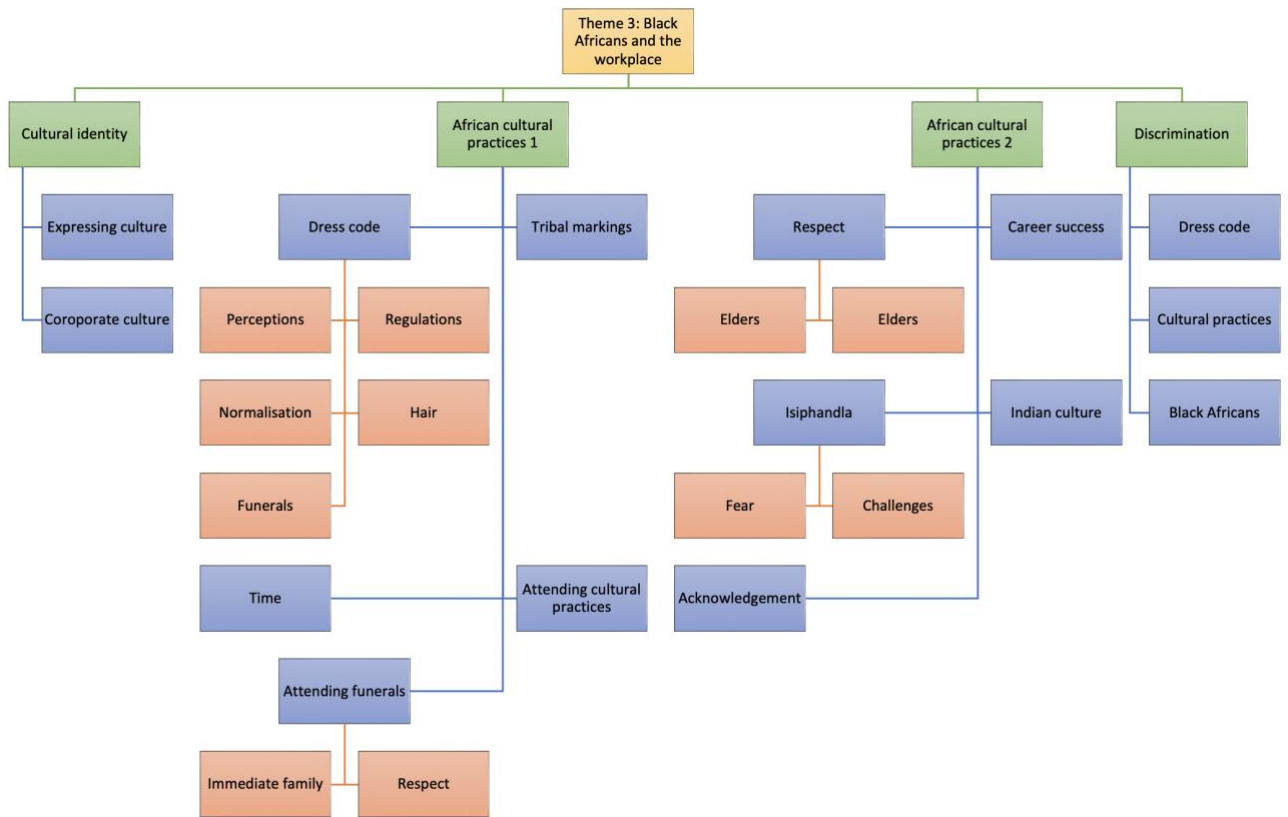 Theme 3: Black
Africans and the
workplace
Cultural identity
African cultural
practices 1
African cultural
practices 2
Discrimination
Expressing culture
Dress code
Tribal markings
Respect
Career success
Dress code
Coroporate culture
Perceptions
Regulations
Elders
Elders
Cultural practices
Normalisation
Hair
Isiphandla
Indian culture
Black Africans
Funerals
Fear
Challenges
Time
Attending cultural
practices
Acknowledgement
Attending funerals
Immediate family
Respect